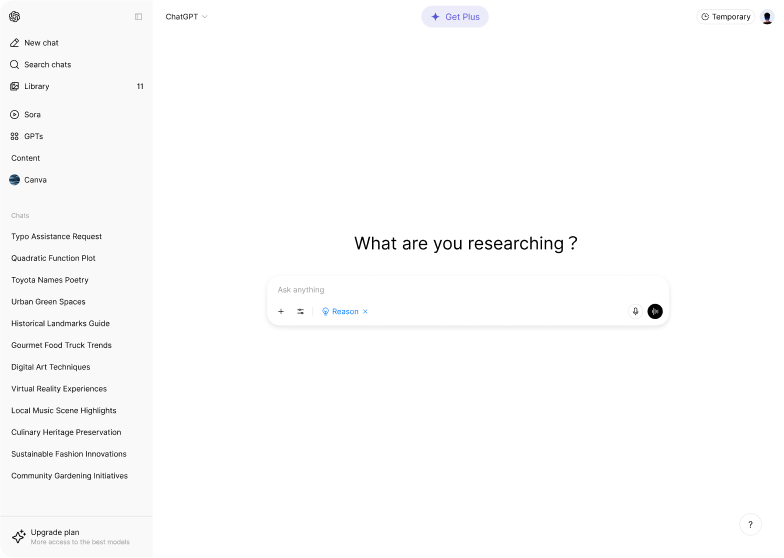 ChatGPT
Get Plus
Temporary
New chat
Search chats
Library 11
Sora
GPTs
Content
Canva
Chats
Typo Assistance Request
Quadratic Function Plot
Toyota Names Poetry
Urban Green Spaces
Historical Landmarks Guide
Gourmet Food Truck Trends
Digital Art Techniques
Virtual Reality Experiences
Local Music Scene Highlights
Culinary Heritage Preservation
Sustainable Fashion Innovations
Community Gardening Initiatives
Upgrade plan
More access to the best models
What are you researching ?
Ask anything
+ Reason ×
?